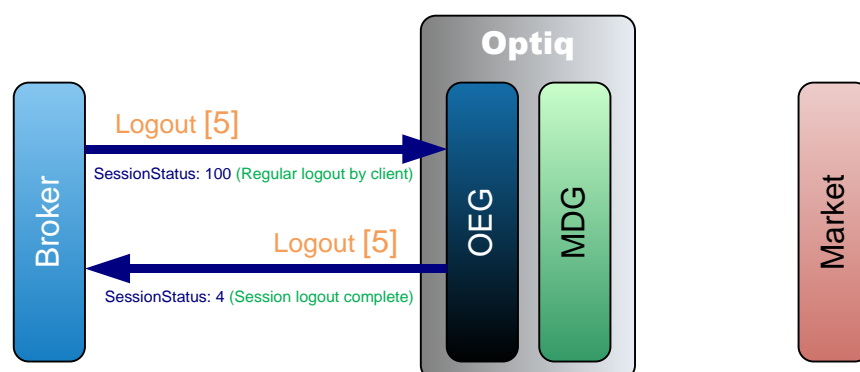 Optiq
Logout [5]
SessionStatus: 100 (Regular logout by client)
Logout [5]
SessionStatus: 4 (Session logout complete)
Broker
OEG
MDG
Market